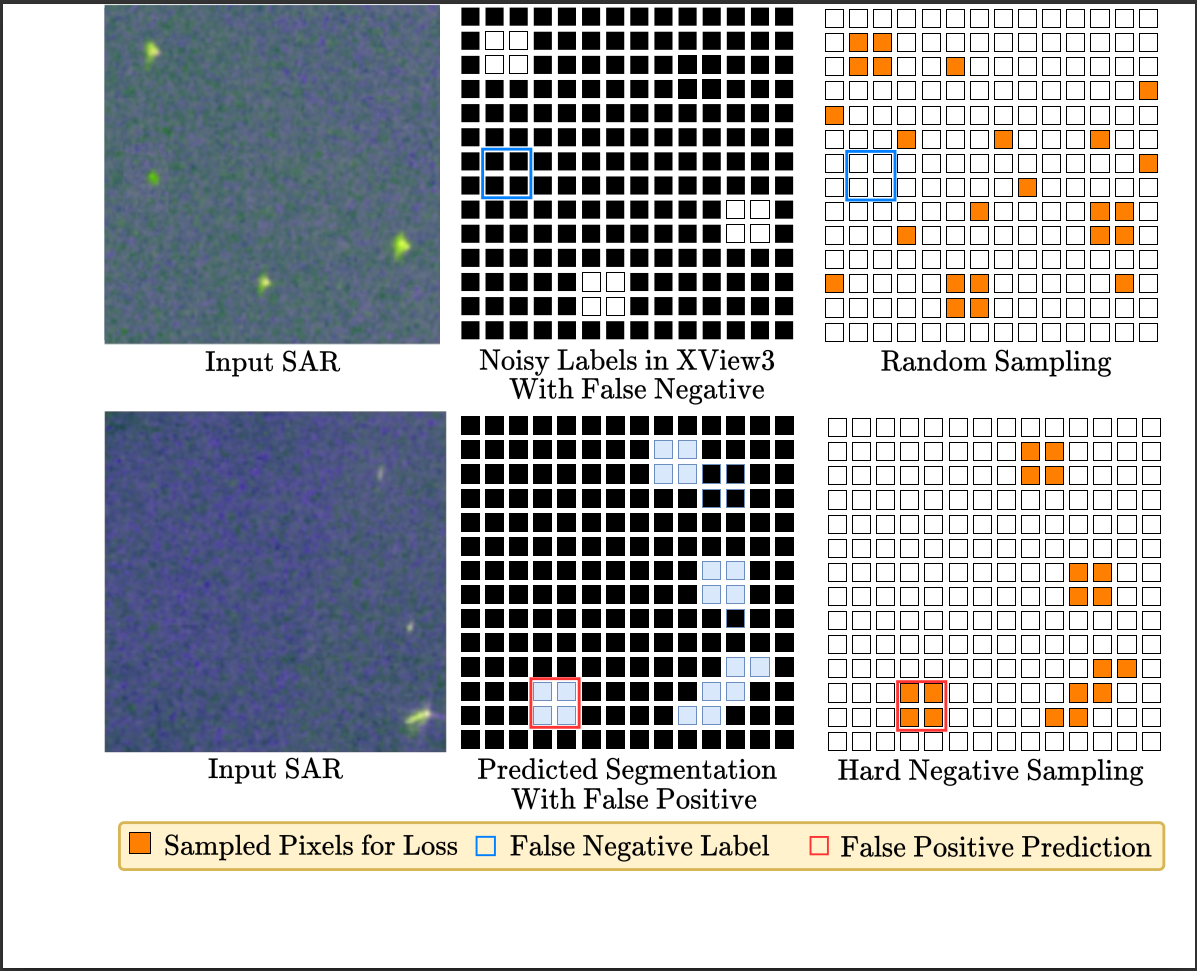 Input SAR
Noisy Labels in XView3
With False Negative
Random Sampling
Input SAR
Predicted Segmentation
With False Positive
Hard Negative Sampling
Sampled Pixels for Loss
False Negative Label
False Positive Prediction